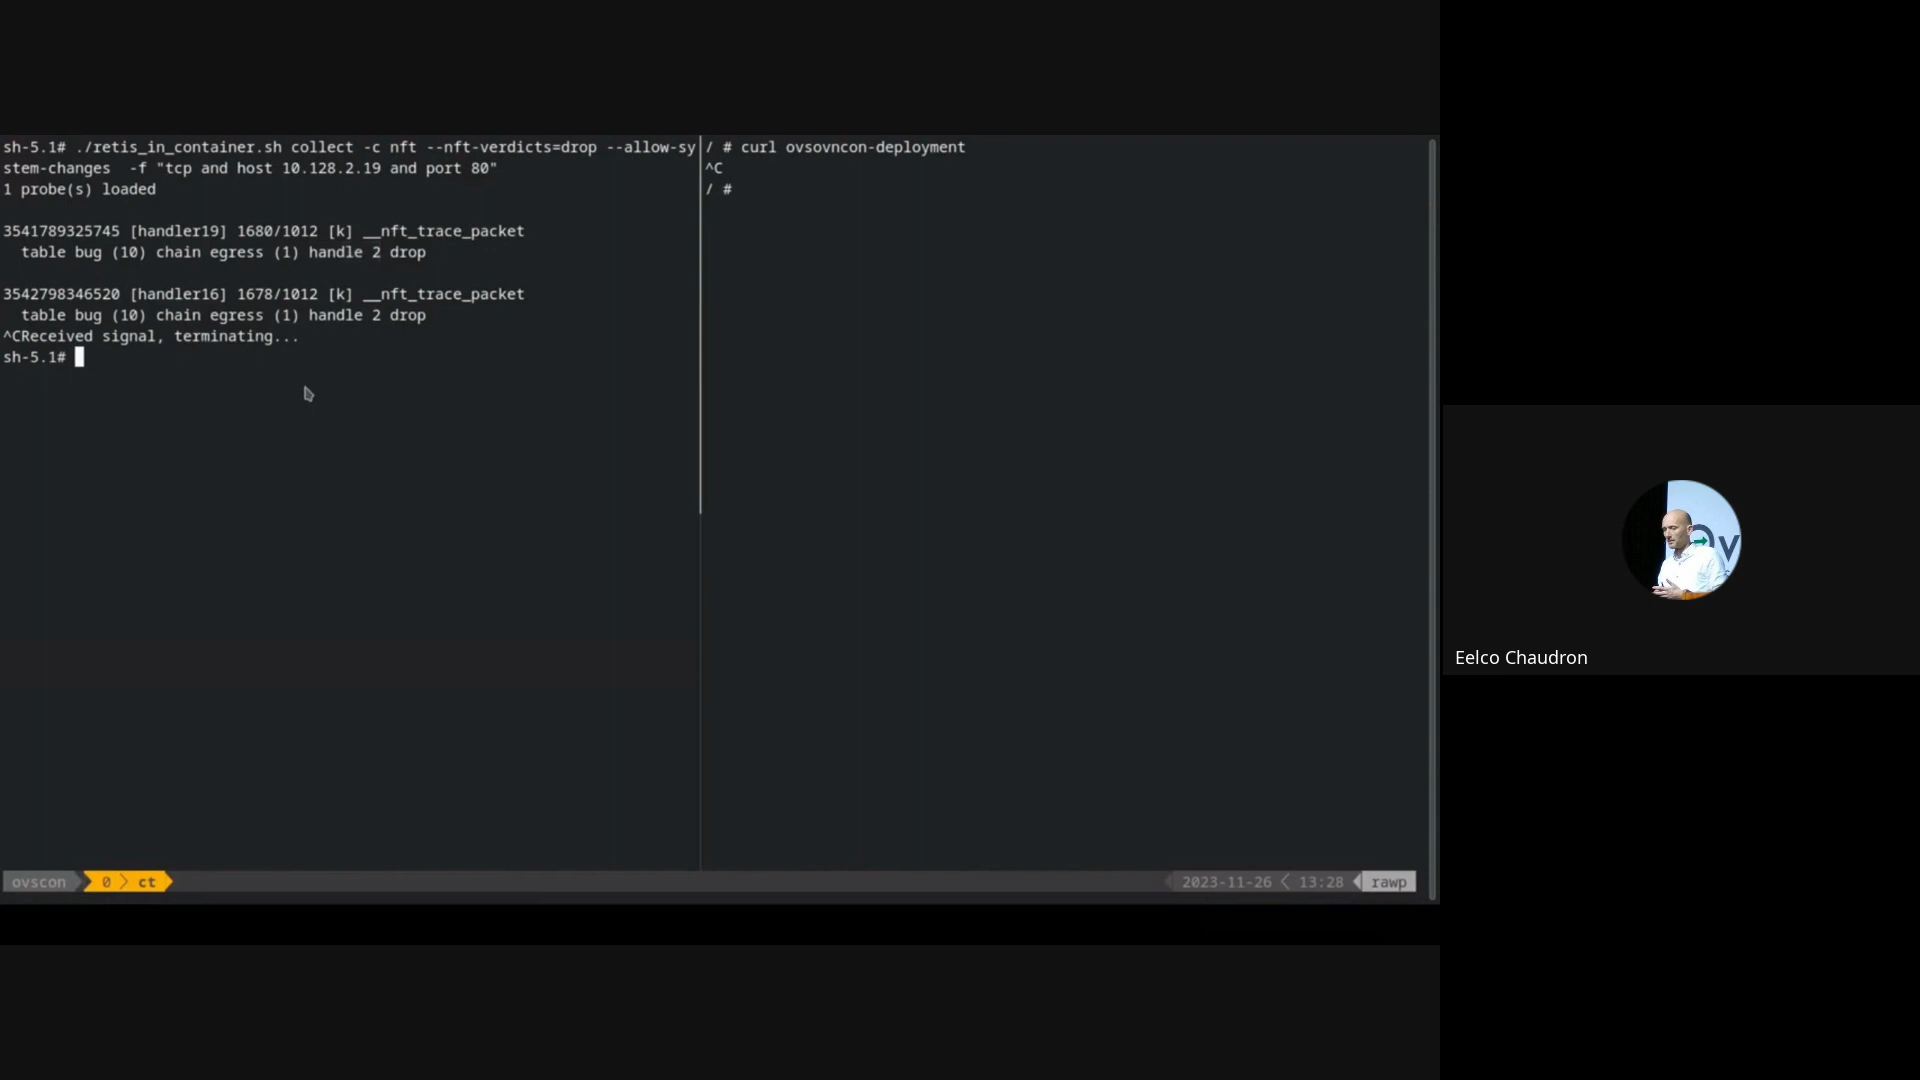 sh-5.1# ./retis_in_container.sh collect -c nft --nft-verdicts=drop --allow-sy
stem-changes  -f "tcp and host 10.128.2.19 and port 80"
1 probe(s) loaded
3541789325745 [handler19] 1680/1012 [k] __nft_trace_packet
  table bug (10) chain egress (1) handle 2 drop
3542798346520 [handler16] 1678/1012 [k] __nft_trace_packet
  table bug (10) chain egress (1) handle 2 drop
^CReceived signal, terminating...
sh-5.1#
/ # curl ovsovncon-deployment
^C
/ #
ovscon 0 ct
2023-11-26 13:28 rawp
Eelco Chaudron